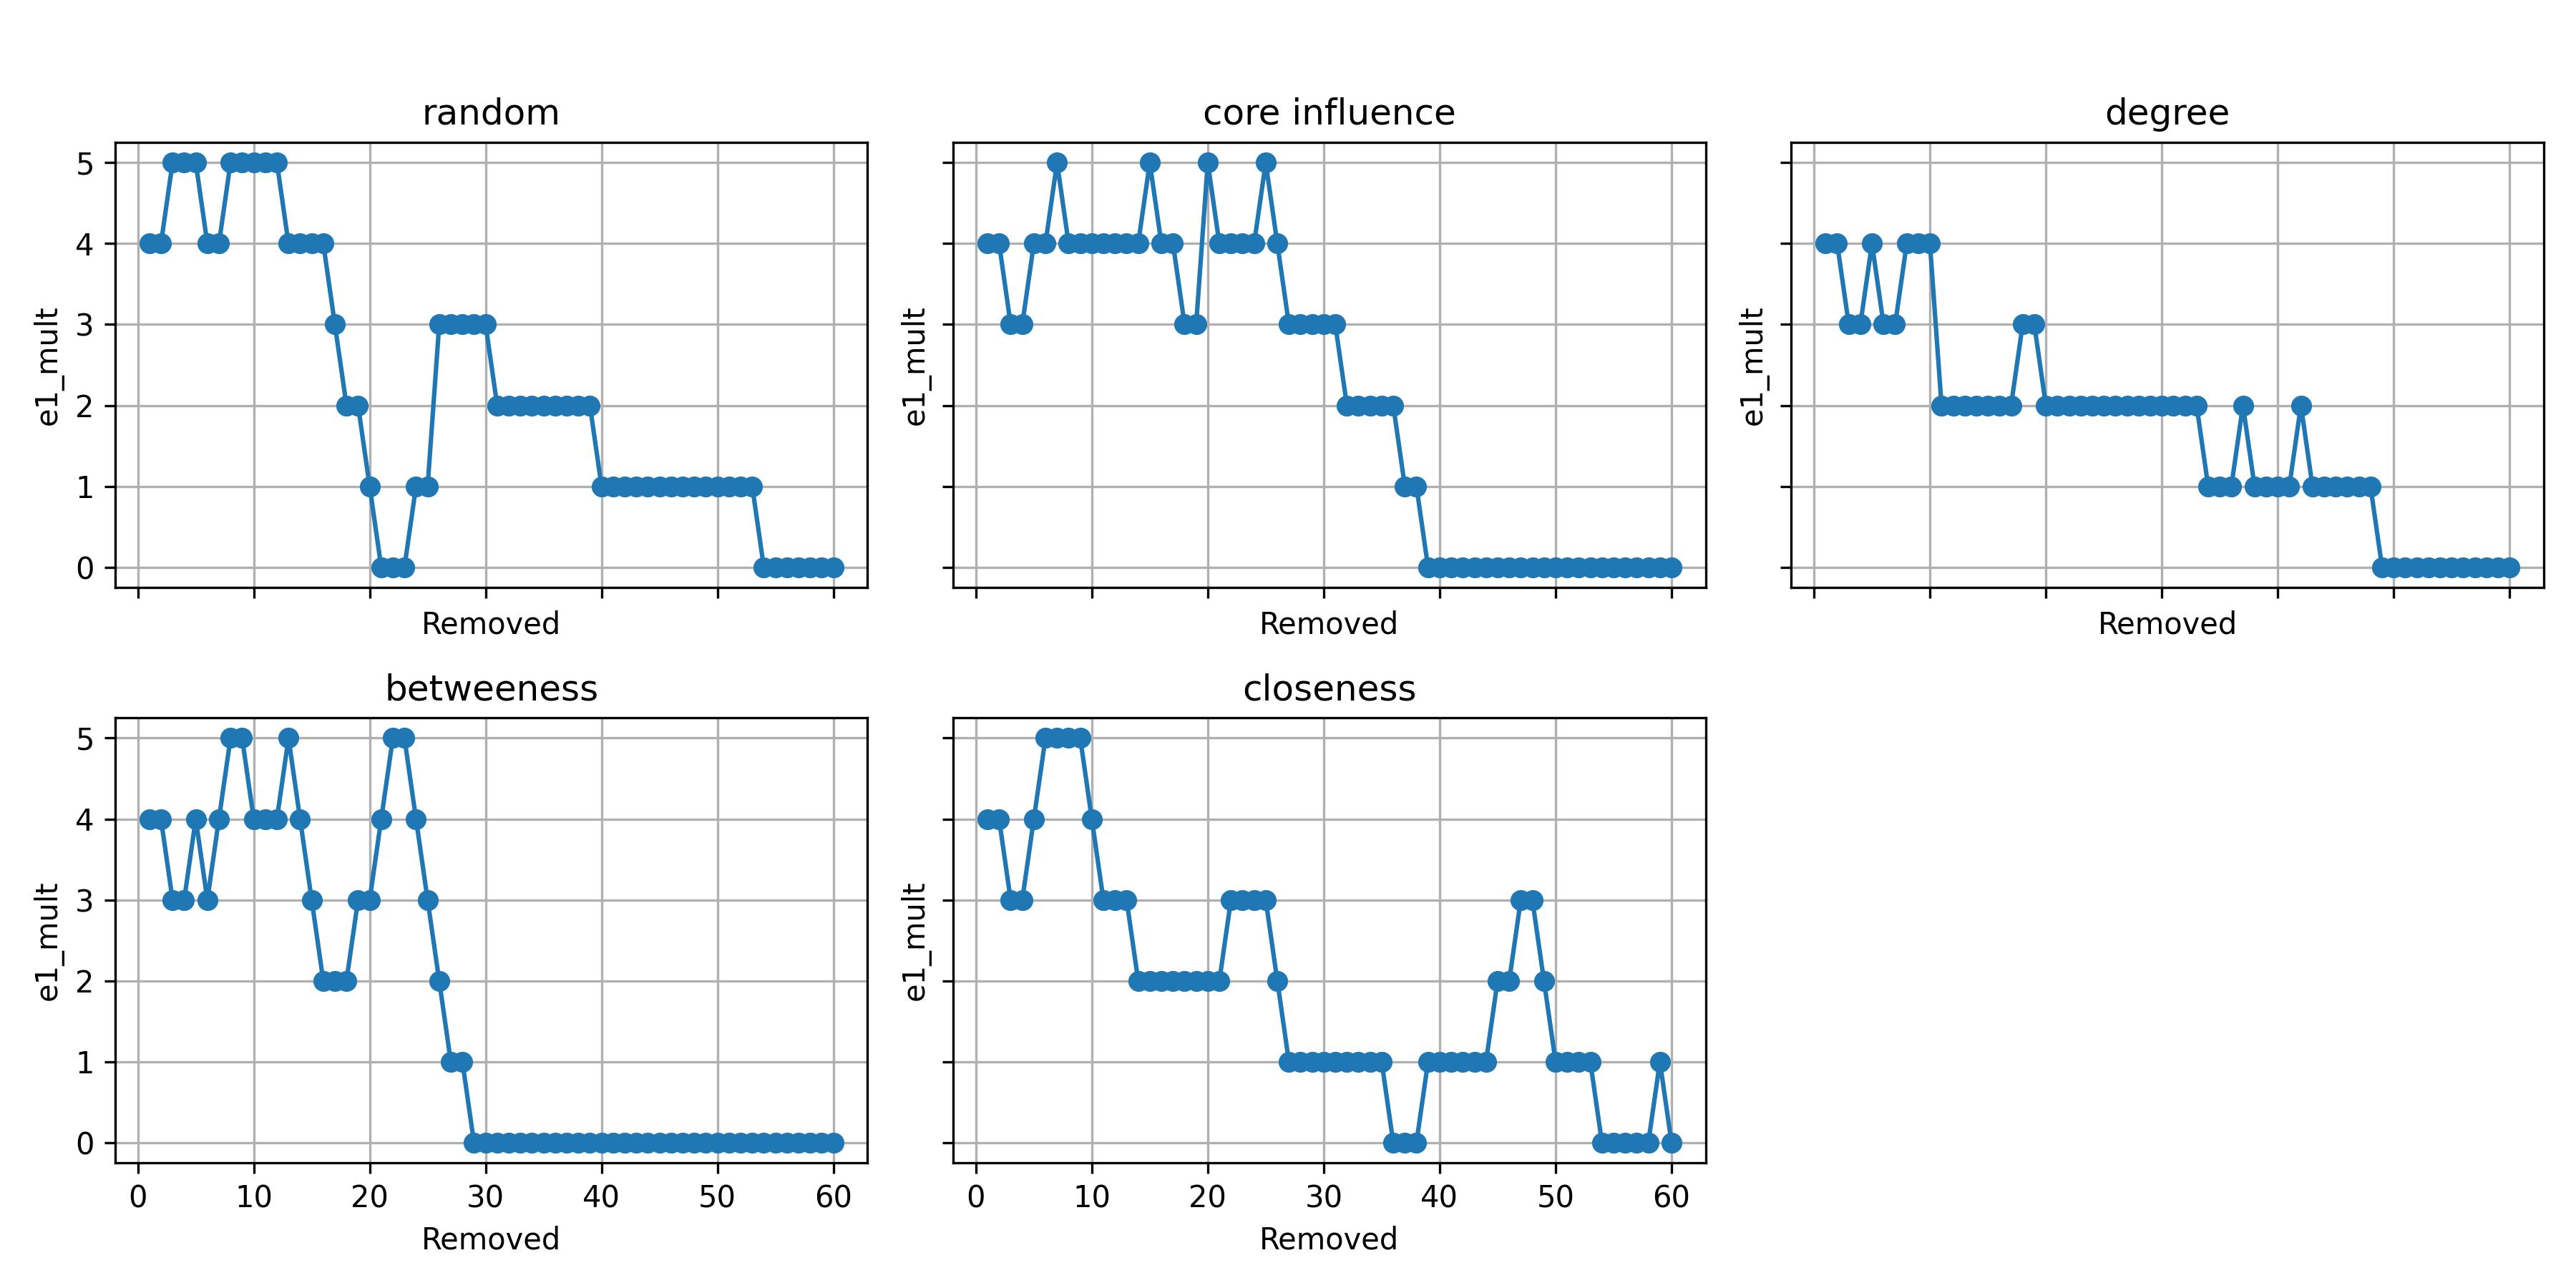 random
core influence
degree
5
4
3
2
1
0
e1_mult
e1_mult
e1_mult
Removed
Removed
Removed
betweeness
closeness
5
4
3
2
1
0
e1_mult
e1_mult
0 10 20 30 40 50 60
0 10 20 30 40 50 60
Removed
Removed